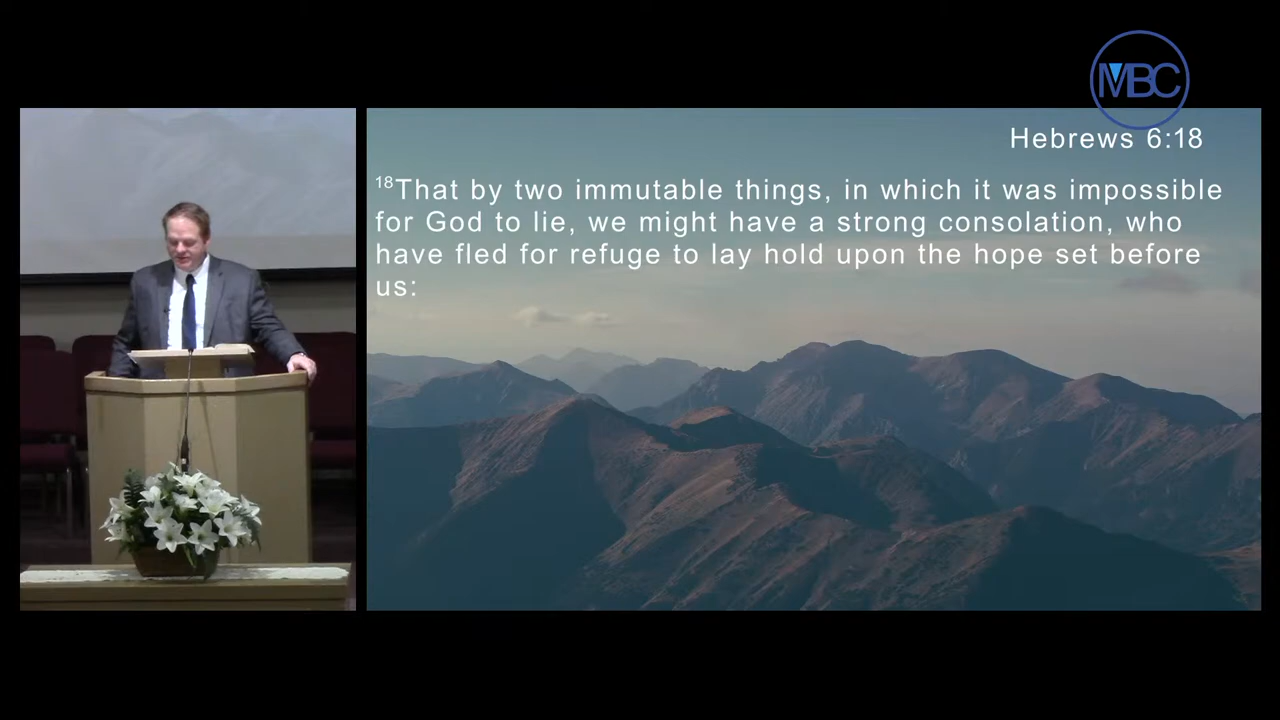 MBC
Hebrews 6:18
18That by two immutable things, in which it was impossible
for God to lie, we might have a strong consolation, who
have fled for refuge to lay hold upon the hope set before
us: